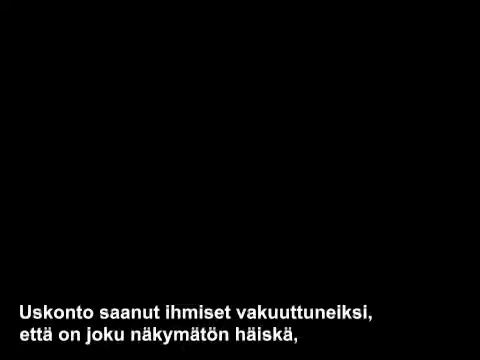 Uskonto saanut ihmiset vakuuttuneiksi,
että on joku näkymätön häiskä,